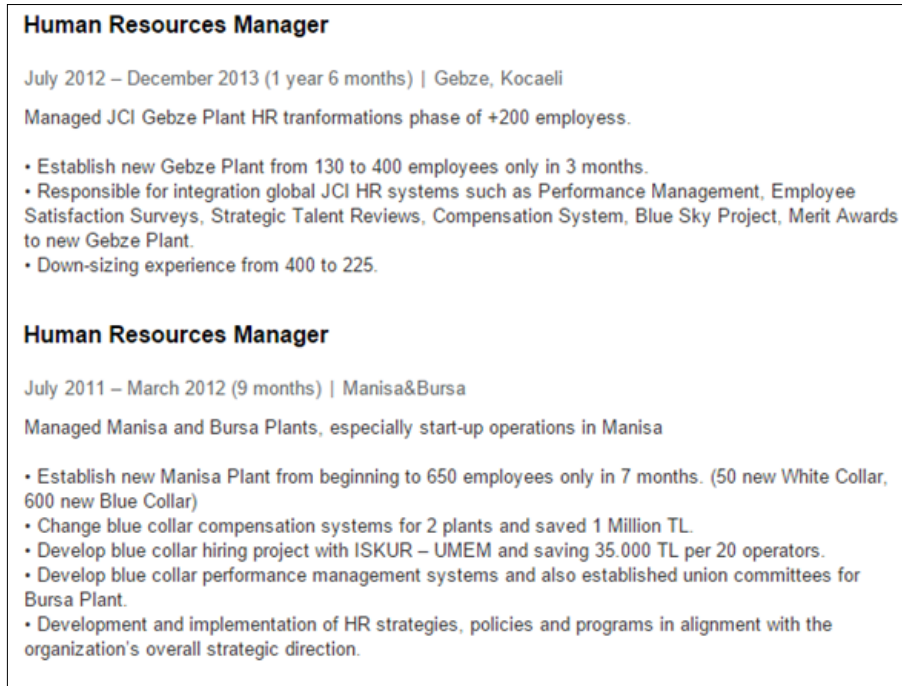 Human Resources Manager
July 2012 – December 2013 (1 year 6 months) | Gebze, Kocaeli
Managed JCI Gebze Plant HR tranformations phase of +200 employess.
• Establish new Gebze Plant from 130 to 400 employees only in 3 months.
• Responsible for integration global JCI HR systems such as Performance Management, Employee
Satisfaction Surveys, Strategic Talent Reviews, Compensation System, Blue Sky Project, Merit Awards
to new Gebze Plant.
• Down-sizing experience from 400 to 225.
Human Resources Manager
July 2011 – March 2012 (9 months) | Manisa&Bursa
Managed Manisa and Bursa Plants, especially start-up operations in Manisa
• Establish new Manisa Plant from beginning to 650 employees only in 7 months. (50 new White Collar,
600 new Blue Collar)
• Change blue collar compensation systems for 2 plants and saved 1 Million TL.
• Develop blue collar hiring project with ISKUR – UMEM and saving 35.000 TL per 20 operators.
• Develop blue collar performance management systems and also established union committees for
Bursa Plant.
• Development and implementation of HR strategies, policies and programs in alignment with the
organization's overall strategic direction.